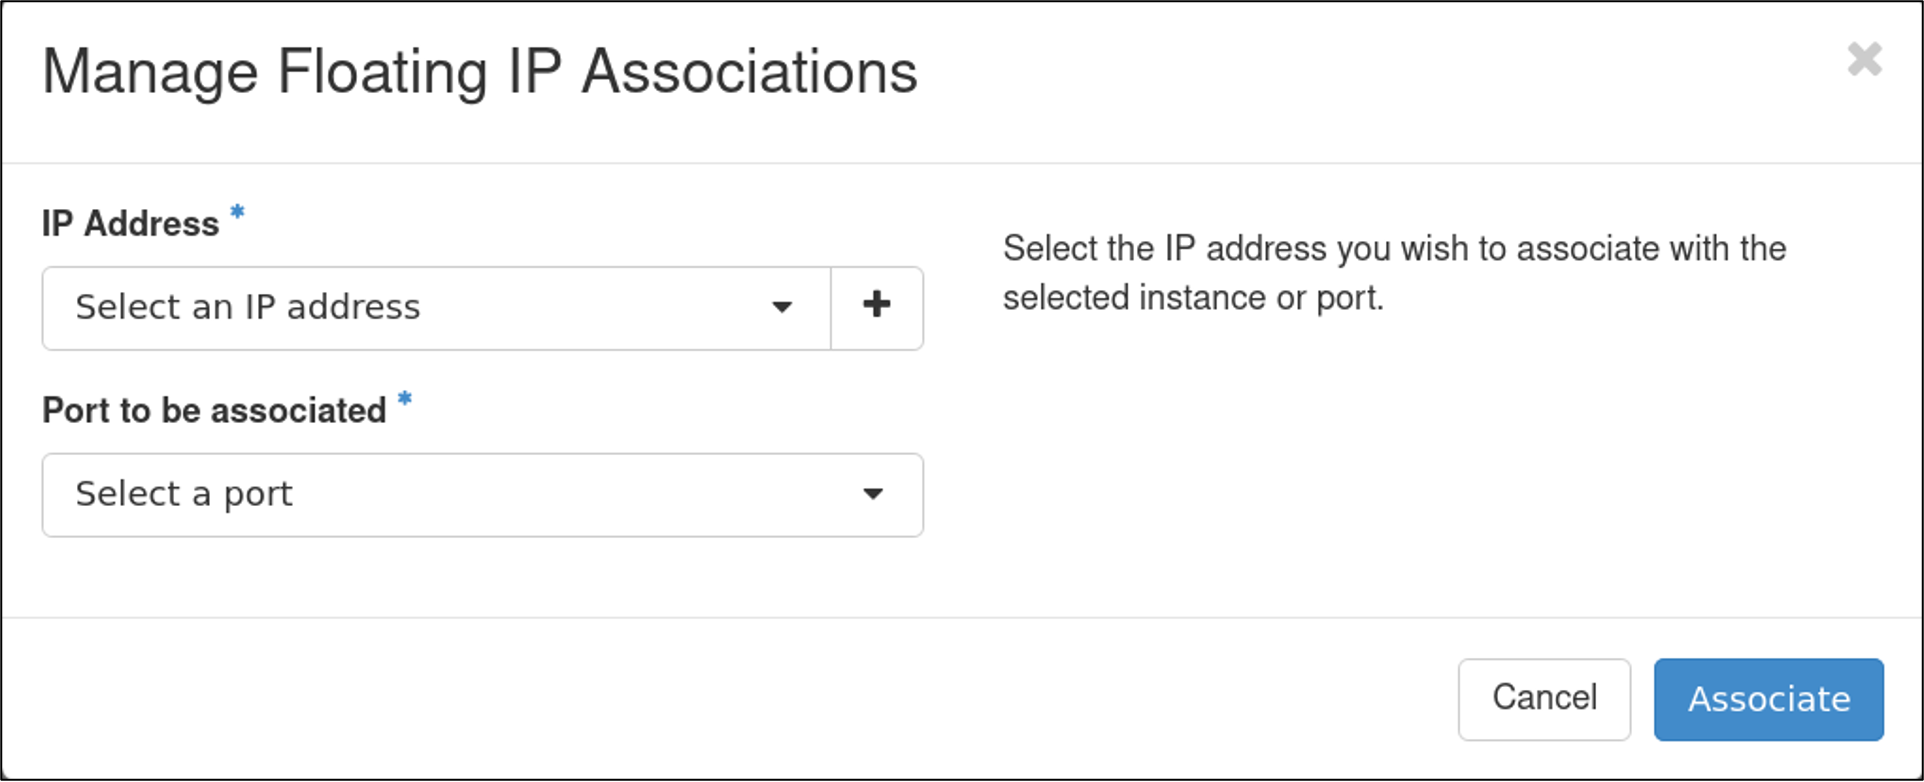 Manage Floating IP Associations
IP Address *
Select an IP address
Port to be associated *
Select a port
Select the IP address you wish to associate with the
selected instance or port.
Cancel
Associate